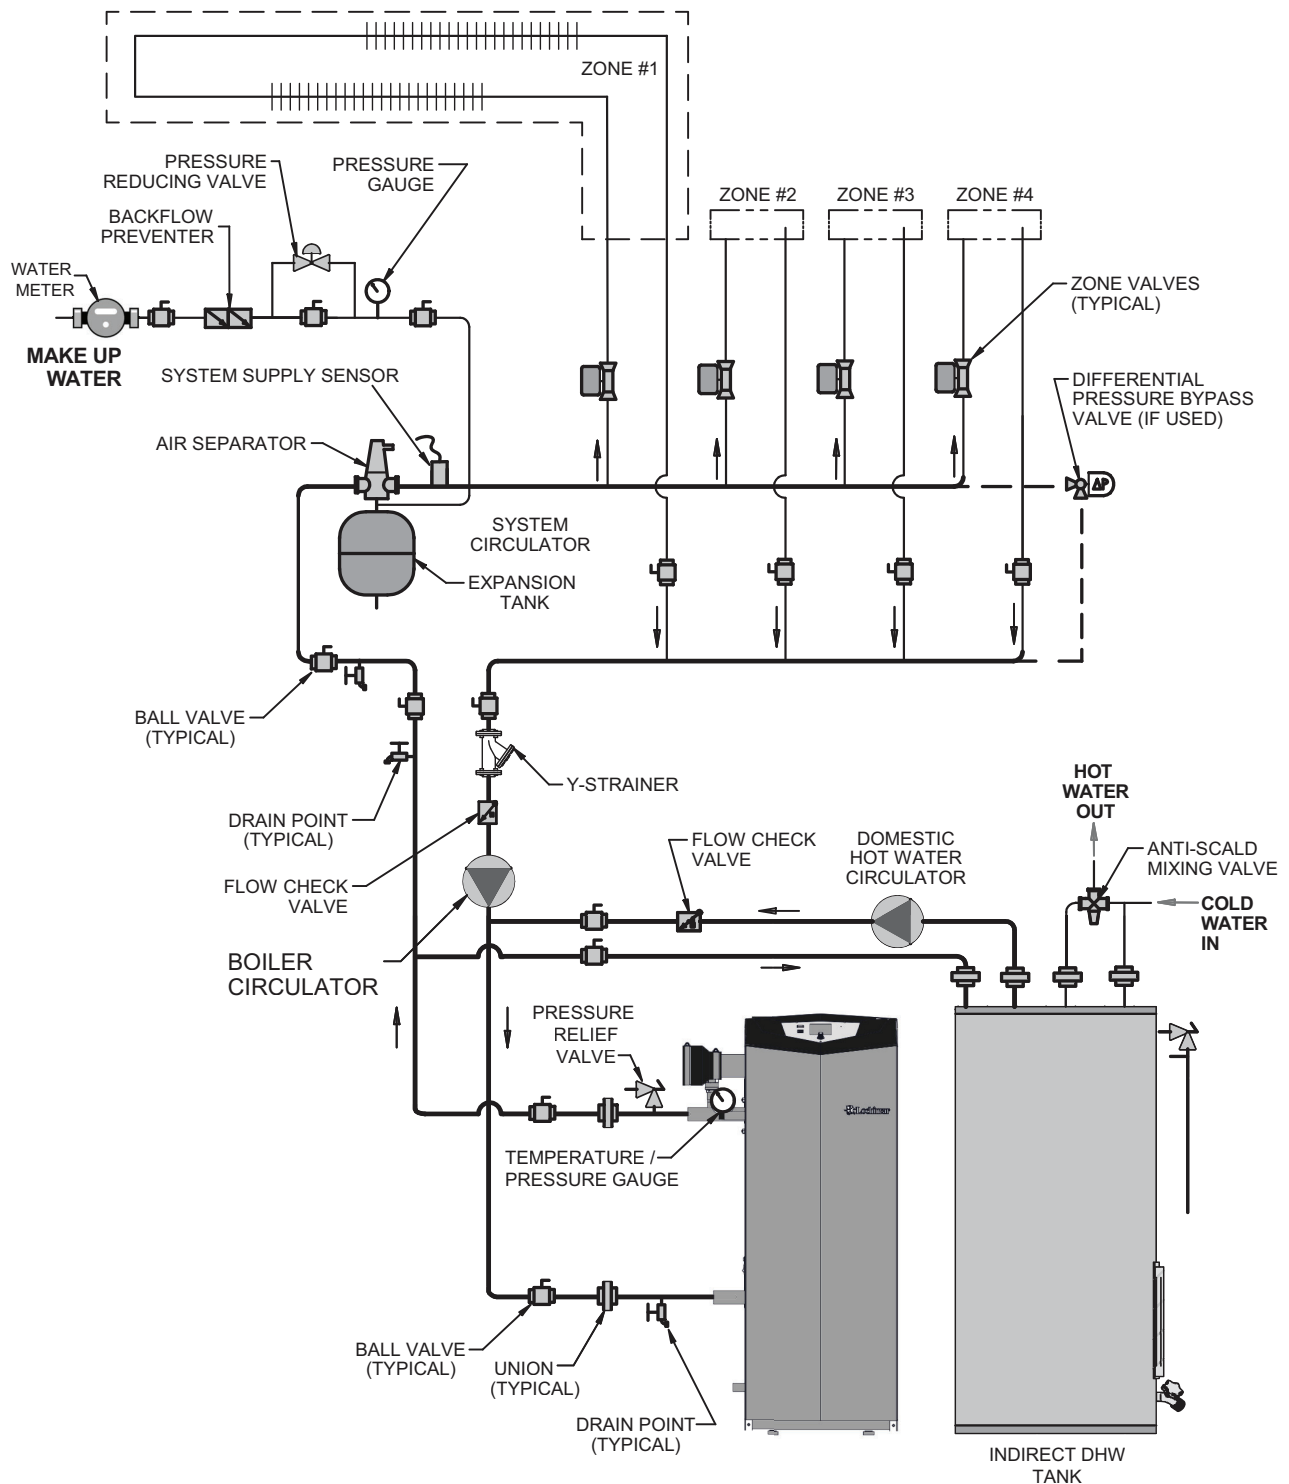 ZONE #1
PRESSURE
REDUCING VALVE
PRESSURE
GAUGE
BACKFLOW
PREVENTER
ZONE #2
ZONE #3
ZONE #4
WATER
METER
ZONE VALVES
(TYPICAL)
MAKE UP
WATER
SYSTEM SUPPLY SENSOR
DIFFERENTIAL
PRESSURE BYPASS
VALVE (IF USED)
AIR SEPARATOR
ΔP
SYSTEM
CIRCULATOR
EXPANSION
TANK
BALL VALVE
(TYPICAL)
Y-STRAINER
HOT
WATER
OUT
DRAIN POINT
(TYPICAL)
FLOW CHECK
VALVE
DOMESTIC
HOT WATER
CIRCULATOR
ANTI-SCALD
MIXING VALVE
FLOW CHECK
VALVE
COLD
WATER
IN
BOILER
CIRCULATOR
PRESSURE
RELIEF
VALVE
Lochinvar
TEMPERATURE /
PRESSURE GAUGE
BALL VALVE
(TYPICAL)
UNION
(TYPICAL)
DRAIN POINT
(TYPICAL)
INDIRECT DHW
TANK